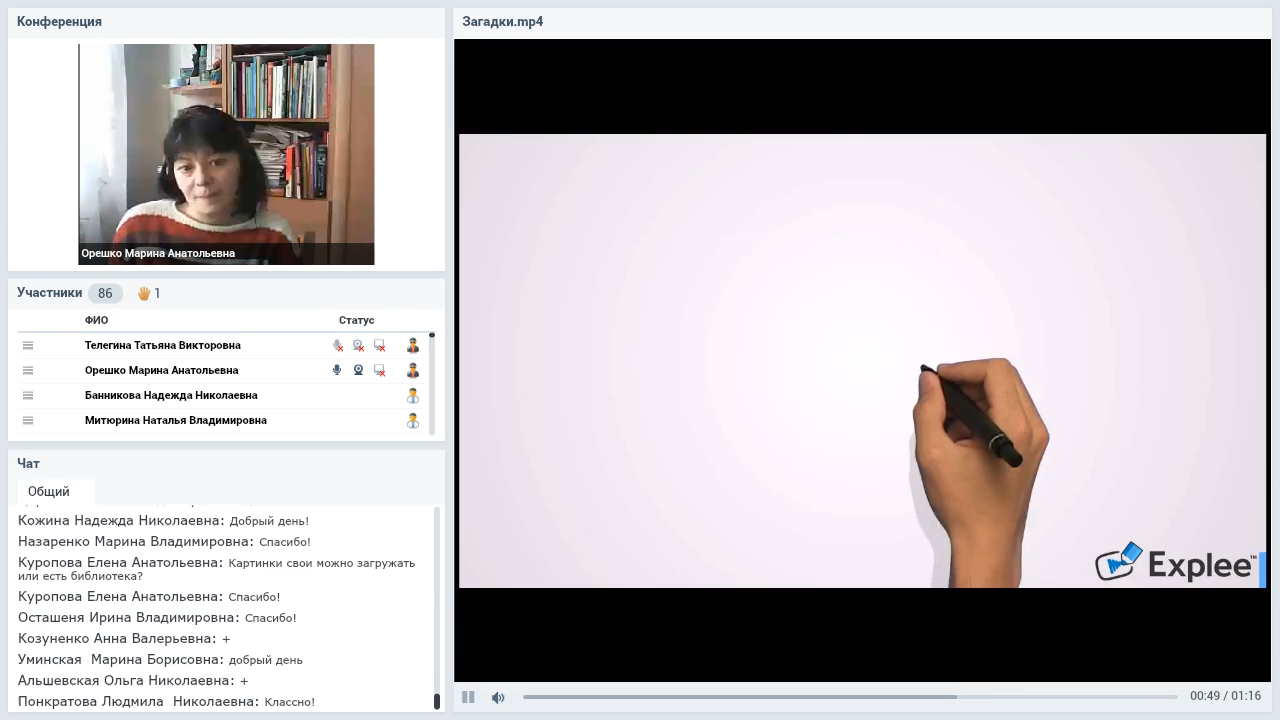 Конференция
Орешко Марина Анатольевна
Участники 86 1
ФИО Статус
Телегина Татьяна Викторовна
Орешко Марина Анатольевна
Банникова Надежда Николаевна
Митюрина Наталья Владимировна
Чат
Общий
Кожина Надежда Николаевна: Добрый день!
Назаренко Марина Владимировна: Спасибо!
Куропова Елена Анатольевна: Картинки свои можно загружать
или есть библиотека?
Куропова Елена Анатольевна: Спасибо!
Осташеня Ирина Владимировна: Спасибо!
Козуненко Анна Валерьевна: +
Уминская Марина Борисовна: добрый день
Альшевская Ольга Николаевна: +
Понкратова Людмила Николаевна: Классно!
Загадки.mp4
Explee™
00:49 / 01:16